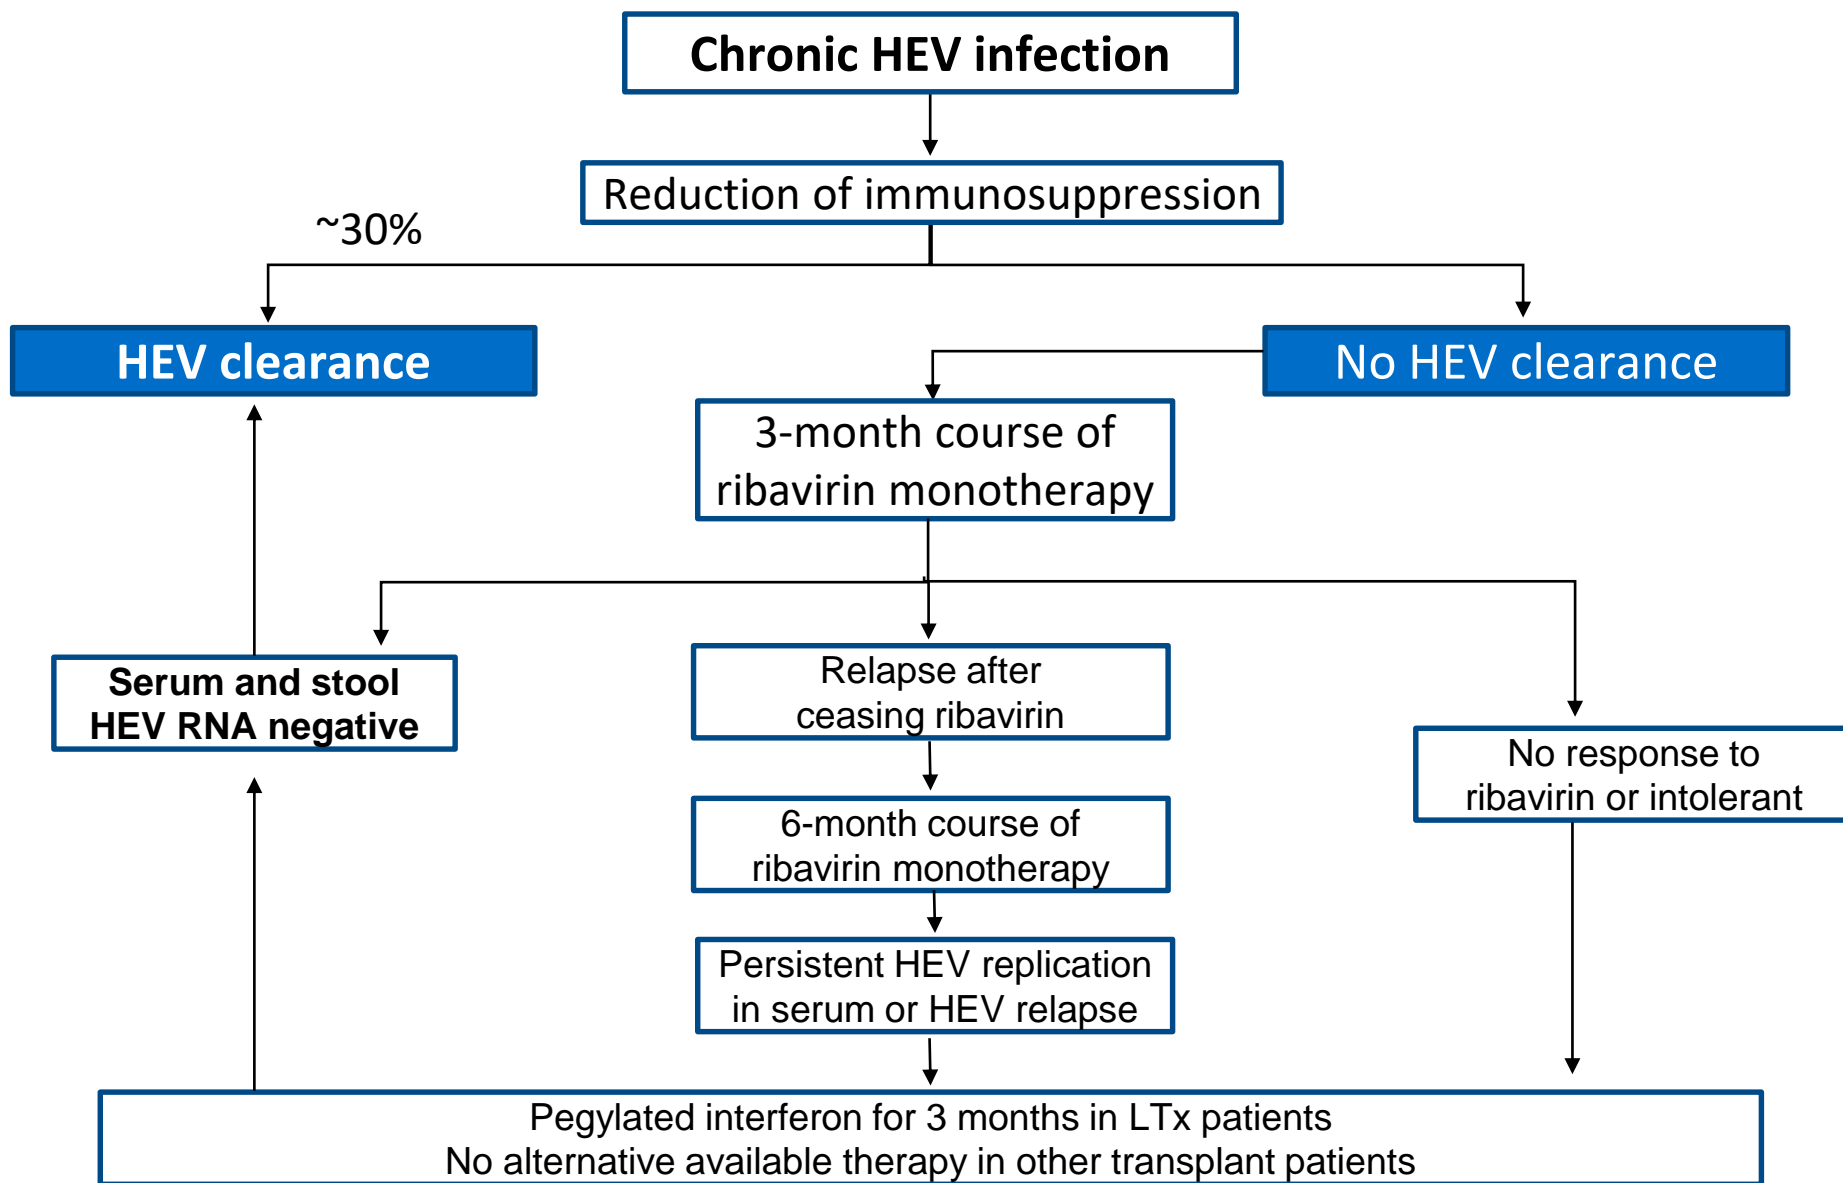 Chronic HEV infection
Reduction of immunosuppression
~30%
HEV clearance
No HEV clearance
3-month course of
ribavirin monotherapy
Serum and stool
HEV RNA negative
Relapse after
ceasing ribavirin
No response to
ribavirin or intolerant
6-month course of
ribavirin monotherapy
Persistent HEV replication
in serum or HEV relapse
Pegylated interferon for 3 months in LTx patients
No alternative available therapy in other transplant patients